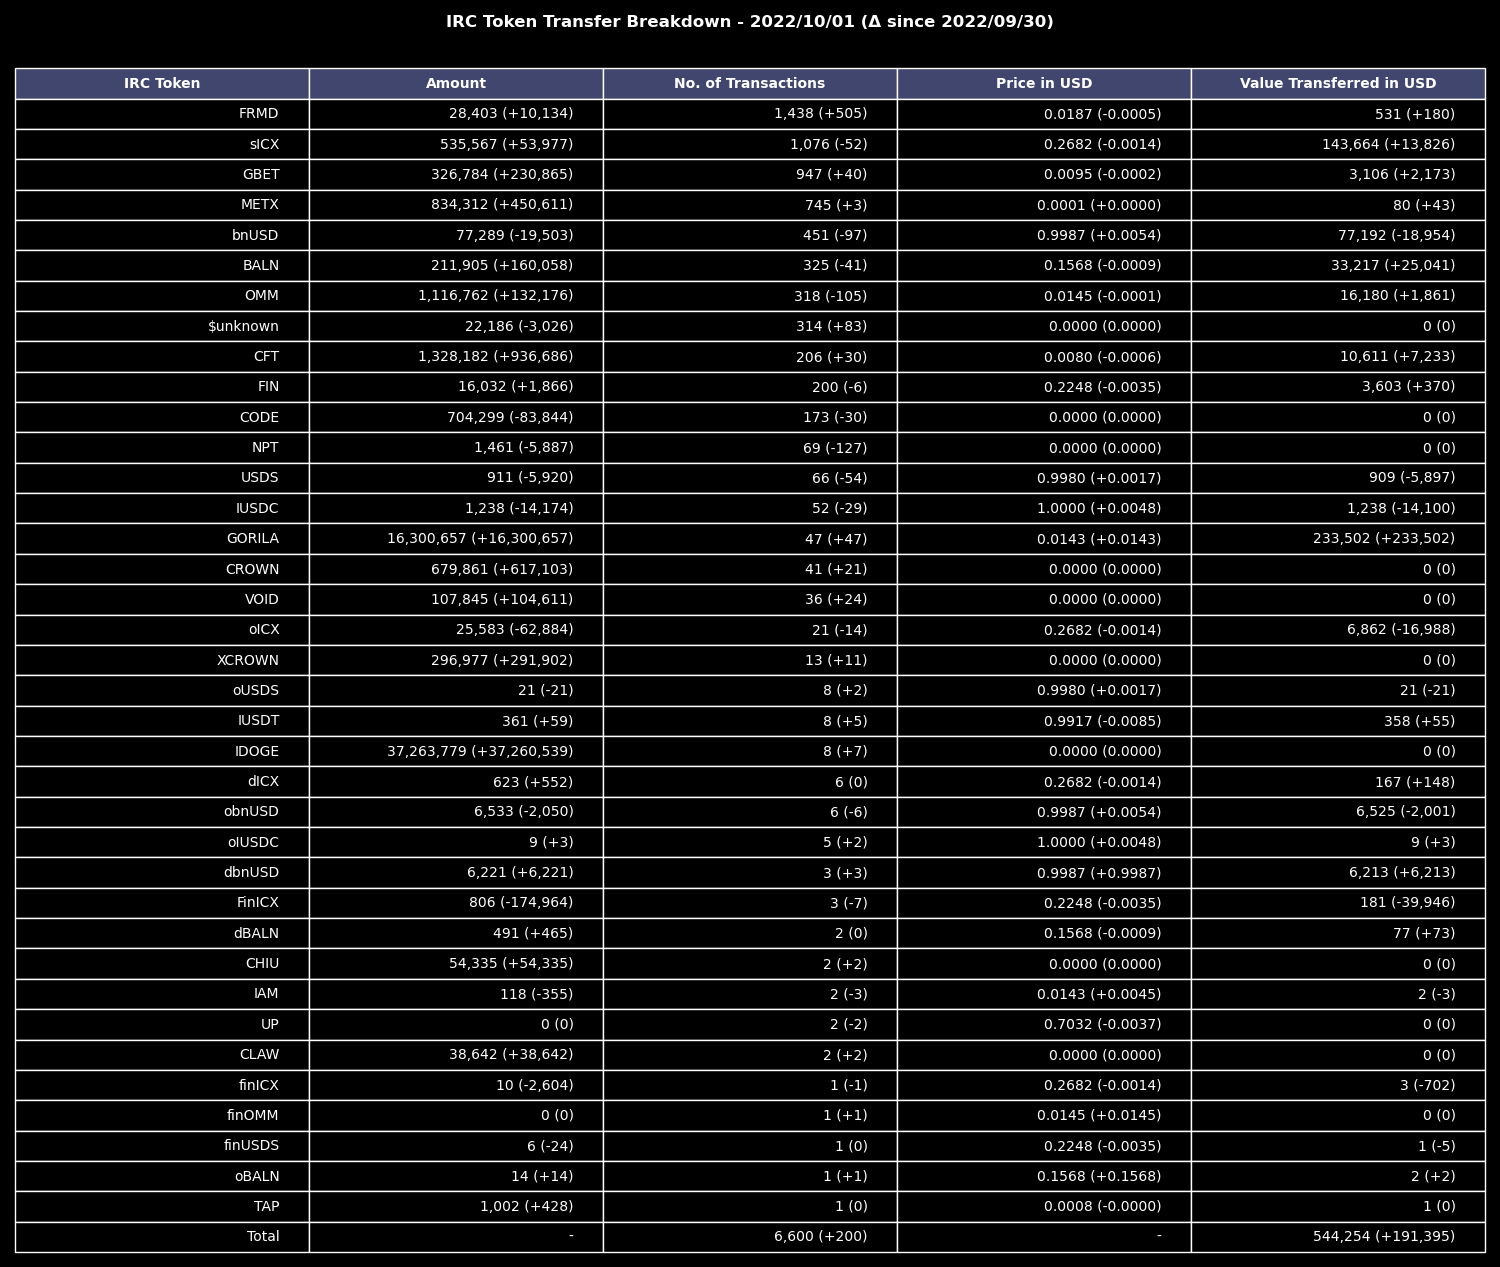 IRC Token Transfer Breakdown - 2022/10/01 (Δ since 2022/09/30)
IRC Token Amount No. of Transactions Price in USD Value Transferred in USD
FRMD 28,403 (+10,134) 1,438 (+505) 0.0187 (-0.0005) 531 (+180)
sICX 535,567 (+53,977) 1,076 (-52) 0.2682 (-0.0014) 143,664 (+13,826)
GBET 326,784 (+230,865) 947 (+40) 0.0095 (-0.0002) 3,106 (+2,173)
METX 834,312 (+450,611) 745 (+3) 0.0001 (+0.0000) 80 (+43)
bnUSD 77,289 (-19,503) 451 (-97) 0.9987 (+0.0054) 77,192 (-18,954)
BALN 211,905 (+160,058) 325 (-41) 0.1568 (-0.0009) 33,217 (+25,041)
OMM 1,116,762 (+132,176) 318 (-105) 0.0145 (-0.0001) 16,180 (+1,861)
$unknown 22,186 (-3,026) 314 (+83) 0.0000 (0.0000) 0 (0)
CFT 1,328,182 (+936,686) 206 (+30) 0.0080 (-0.0006) 10,611 (+7,233)
FIN 16,032 (+1,866) 200 (-6) 0.2248 (-0.0035) 3,603 (+370)
CODE 704,299 (-83,844) 173 (-30) 0.0000 (0.0000) 0 (0)
NPT 1,461 (-5,887) 69 (-127) 0.0000 (0.0000) 0 (0)
USDS 911 (-5,920) 66 (-54) 0.9980 (+0.0017) 909 (-5,897)
IUSDC 1,238 (-14,174) 52 (-29) 1.0000 (+0.0048) 1,238 (-14,100)
GORILA 16,300,657 (+16,300,657) 47 (+47) 0.0143 (+0.0143) 233,502 (+233,502)
CROWN 679,861 (+617,103) 41 (+21) 0.0000 (0.0000) 0 (0)
VOID 107,845 (+104,611) 36 (+24) 0.0000 (0.0000) 0 (0)
oICX 25,583 (-62,884) 21 (-14) 0.2682 (-0.0014) 6,862 (-16,988)
XCROWN 296,977 (+291,902) 13 (+11) 0.0000 (0.0000) 0 (0)
oUSDS 21 (-21) 8 (+2) 0.9980 (+0.0017) 21 (-21)
IUSDT 361 (+59) 8 (+5) 0.9917 (-0.0085) 358 (+55)
IDOGE 37,263,779 (+37,260,539) 8 (+7) 0.0000 (0.0000) 0 (0)
dICX 623 (+552) 6 (0) 0.2682 (-0.0014) 167 (+148)
obnUSD 6,533 (-2,050) 6 (-6) 0.9987 (+0.0054) 6,525 (-2,001)
oIUSDC 9 (+3) 5 (+2) 1.0000 (+0.0048) 9 (+3)
dbnUSD 6,221 (+6,221) 3 (+3) 0.9987 (+0.9987) 6,213 (+6,213)
FinICX 806 (-174,964) 3 (-7) 0.2248 (-0.0035) 181 (-39,946)
dBALN 491 (+465) 2 (0) 0.1568 (-0.0009) 77 (+73)
CHIU 54,335 (+54,335) 2 (+2) 0.0000 (0.0000) 0 (0)
IAM 118 (-355) 2 (-3) 0.0143 (+0.0045) 2 (-3)
UP 0 (0) 2 (-2) 0.7032 (-0.0037) 0 (0)
CLAW 38,642 (+38,642) 2 (+2) 0.0000 (0.0000) 0 (0)
finICX 10 (-2,604) 1 (-1) 0.2682 (-0.0014) 3 (-702)
finOMM 0 (0) 1 (+1) 0.0145 (+0.0145) 0 (0)
finUSDS 6 (-24) 1 (0) 0.2248 (-0.0035) 1 (-5)
oBALN 14 (+14) 1 (+1) 0.1568 (+0.1568) 2 (+2)
TAP 1,002 (+428) 1 (0) 0.0008 (-0.0000) 1 (0)
Total - 6,600 (+200) - 544,254 (+191,395)